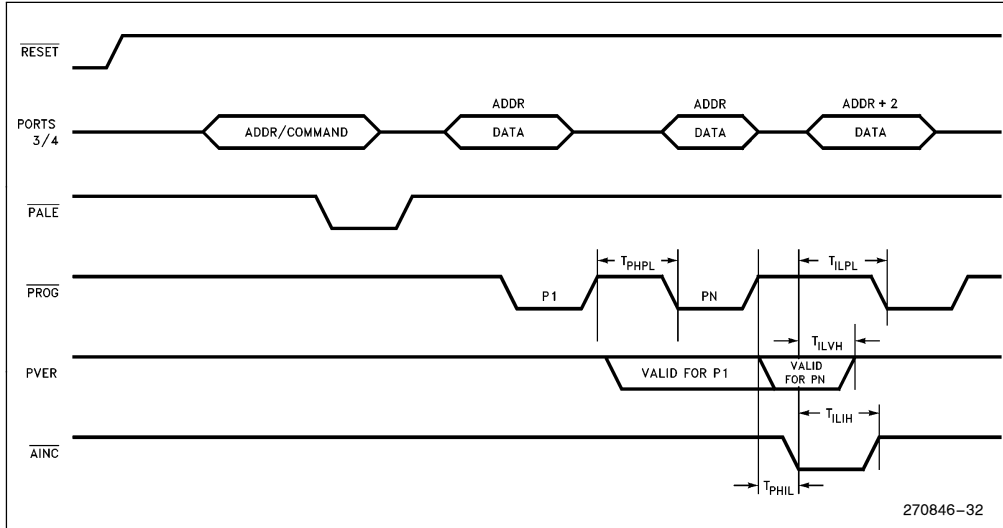 RESET
ADDR
ADDR
ADDR + 2
PORTS
3/4
ADDR/COMMAND
DATA
DATA
DATA
PALE
TPHPL
TILPL
PROG
P1
PN
TILVH
PVER
VALID FOR P1
VALID
FOR PN
TILIH
AINC
TPHIL
270846-32